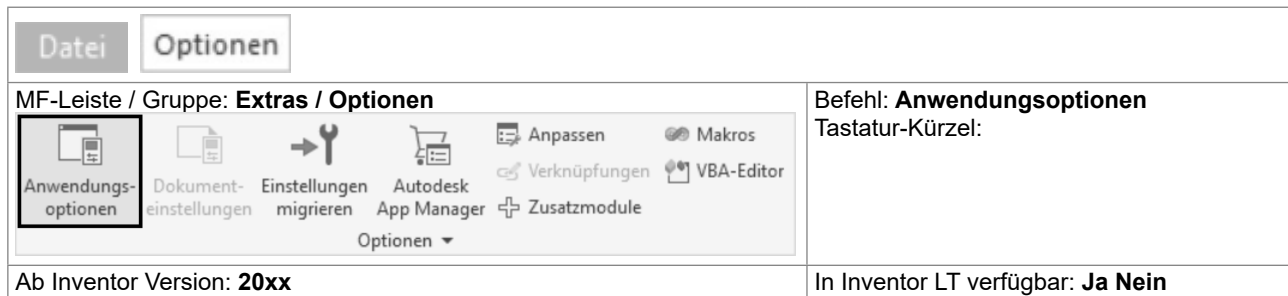 Datei Optionen
MF-Leiste / Gruppe: Extras / Optionen
Befehl: Anwendungsoptionen
Tastatur-Kürzel:
Anwendungs-
optionen
Dokument-
einstellungen
Einstellungen
migrieren
Autodesk
App Manager
Anpassen
Verknüpfungen
Zusatzmodule
Makros
VBA-Editor
Optionen
Ab Inventor Version: 20xx
In Inventor LT verfügbar: Ja Nein